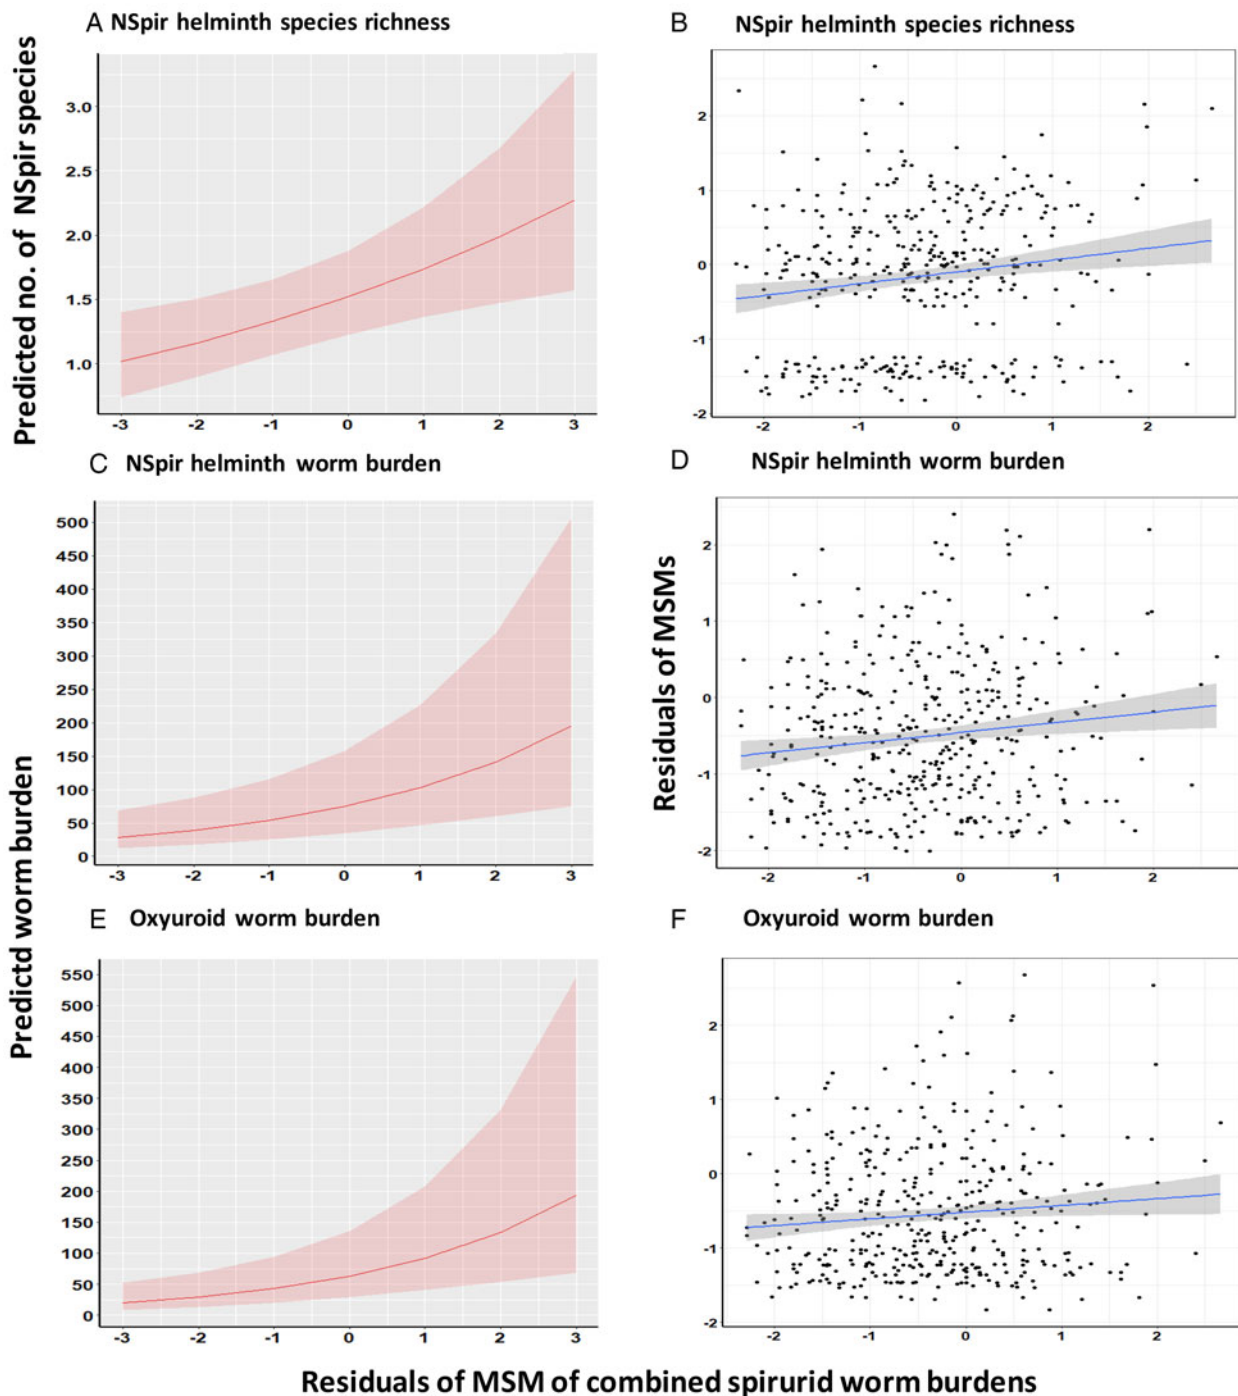 A NSpir helminth species richness
B NSpir helminth species richness
Predicted no. of NSpir species
3.0
2.5
2.0
1.5
1.0
-3 -2 -1 0 1 2 3
2
1
0
-1
-2
-2 -1 0 1 2
C NSpir helminth worm burden
D NSpir helminth worm burden
Predictd worm burden
500
450
400
350
300
250
200
150
100
50
0
-3 -2 -1 0 1 2 3
Residuals of MSMs
2
1
0
-1
-2
-2 -1 0 1 2
E Oxyuroid worm burden
F Oxyuroid worm burden
550
500
450
400
350
300
250
200
150
100
50
0
-3 -2 -1 0 1 2 3
2
1
0
-1
-2
-2 -1 0 1 2
Residuals of MSM of combined spirurid worm burdens